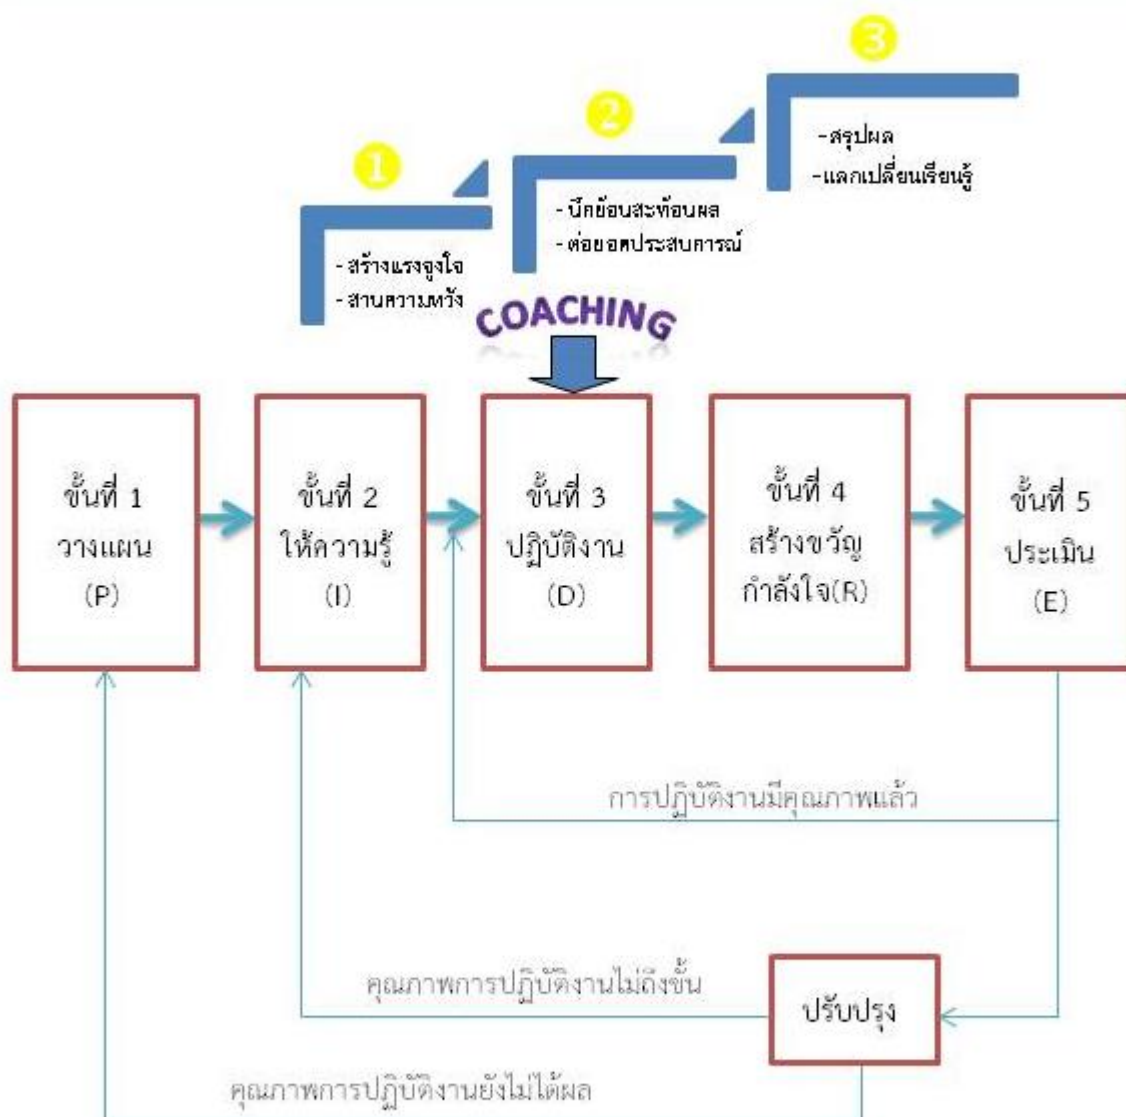 3
2
1
-สรุปผล
-แลกเปลี่ยนเรียนรู้
- นึกย้อนสะท้อนผล
- ต่อยอดประสบการณ์
- สร้างแรงจูงใจ
- สานความหวัง
COACHING
ขั้นที่ 1
วางแผน
(P)
ขั้นที่ 2
ให้ความรู้
(I)
ขั้นที่ 3
ปฏิบัติงาน
(D)
ขั้นที่ 4
สร้างขวัญ
กำลังใจ(R)
ขั้นที่ 5
ประเมิน
(E)
การปฏิบัติงานมีคุณภาพแล้ว
คุณภาพการปฏิบัติงานไม่ถึงขั้น
ปรับปรุง
คุณภาพการปฏิบัติงานยังไม่ได้ผล